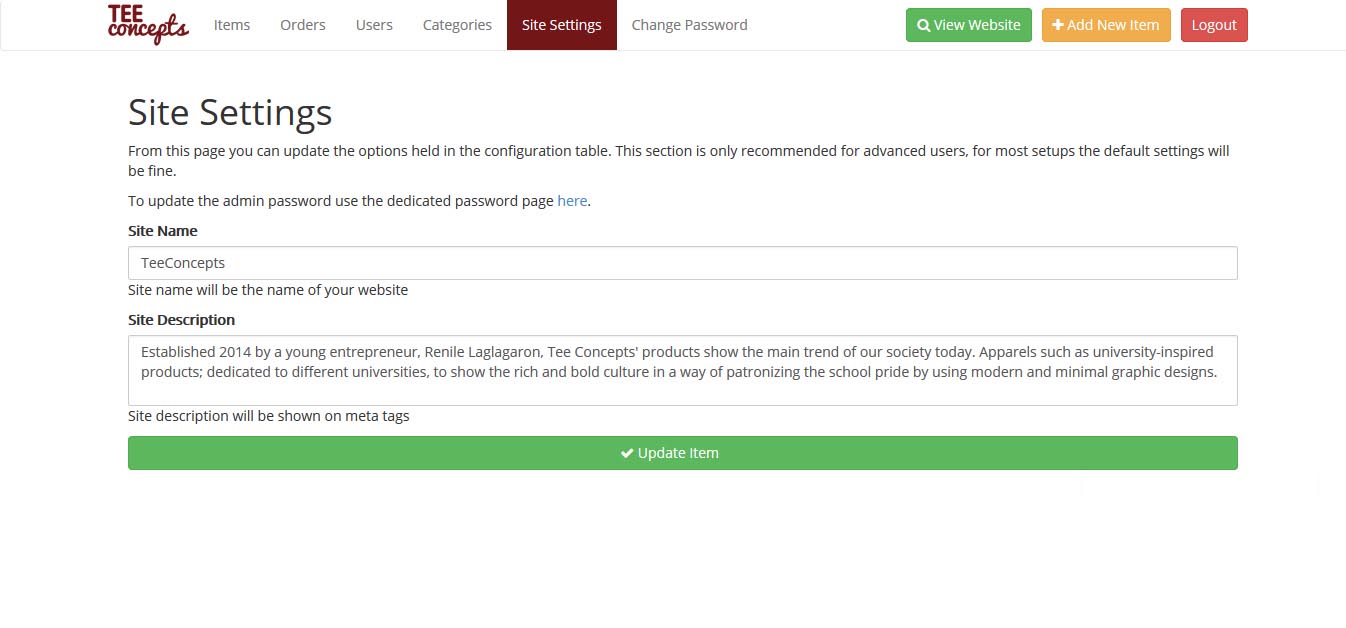 TEE
concepts
Items Orders Users Categories Site Settings Change Password View Website Add New Item Logout
Site Settings
From this page you can update the options held in the configuration table. This section is only recommended for advanced users, for most setups the default settings will
be fine.
To update the admin password use the dedicated password page here.
Site Name
TeeConcepts
Site name will be the name of your website
Site Description
Established 2014 by a young entrepreneur, Renile Laglagaron, Tee Concepts' products show the main trend of our society today. Apparels such as university-inspired
products; dedicated to different universities, to show the rich and bold culture in a way of patronizing the school pride by using modern and minimal graphic designs.
Site description will be shown on meta tags
Update Item